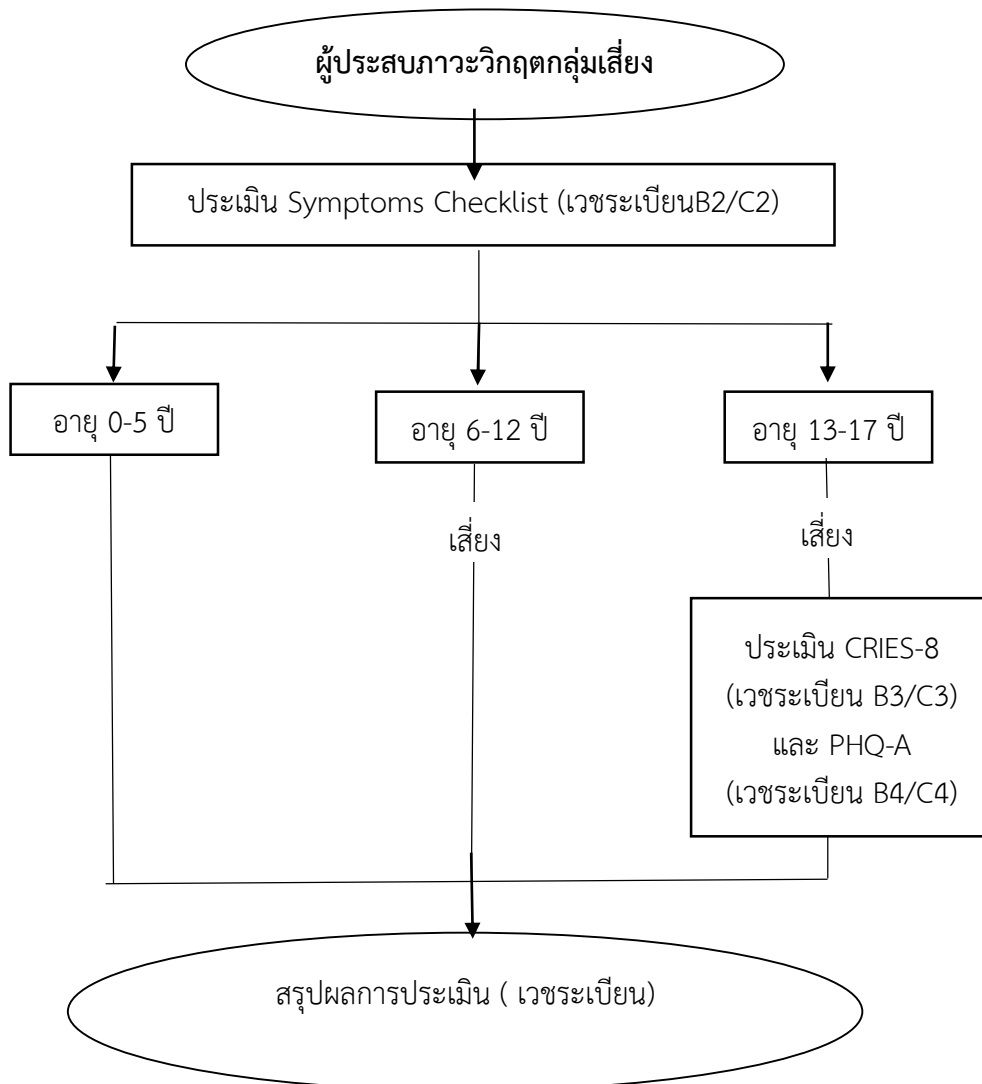 ผู้ประสบภาวะวิกฤตกลุ่มเสี่ยง
ประเมิน Symptoms Checklist (เวชระเบียนB2/C2)
อายุ 0-5 ปี
อายุ 6-12 ปี
อายุ 13-17 ปี
เสี่ยง
เสี่ยง
ประเมิน CRIES-8
(เวชระเบียน B3/C3)
และ PHQ-A
(เวชระเบียน B4/C4)
สรุปผลการประเมิน ( เวชระเบียน)